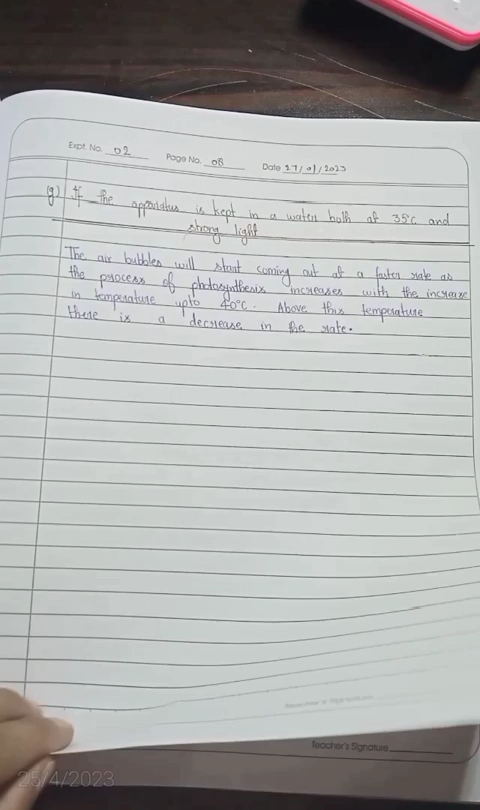 Expt. No. 02 Page No. 08 Date 27/01/2023
(g) If the apparatus is kept in a water bath at 35°c and
strong light
The air bubbles will start coming out at a faster rate as
the process of photosynthesis increases with the increase
in temperature upto 40°C. Above this temperature
there is a decrease in the rate.
Teacher's Signature
25/4/2023